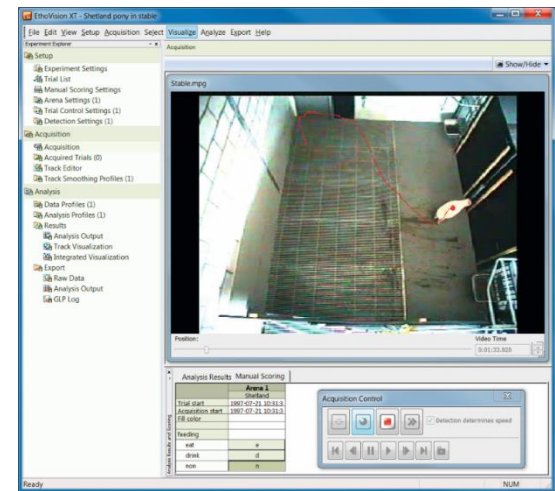 EthoVision XT - Shetland pony in stable
File Edit View Setup Acquisition Select Visualize Analyze Export Help
Experiment Explorer
Acquisition
Setup
Show/Hide
Experiment Settings
Trial List
Manual Scoring Settings
Arena Settings (1)
Trial Control Settings (1)
Detection Settings (1)
Acquisition
Acquisition
Acquired Trials (0)
Track Editor
Track Smoothing Profiles (1)
Analysis
Data Profiles (1)
Analysis Profiles (1)
Results
Analysis Output
Track Visualization
Integrated Visualization
Export
Raw Data
Analysis Output
GLP Log
Stable.mpg
Position:
Video Time
0:01:32.920
Analysis Results Manual Scoring
Arena 1
Shetland
Trial start 1997-07-21 10:31:3
Acquisition start 1997-07-21 10:31:3
Fill color
feeding
eat e
drink d
non n
Analysis Results and Scoring
Acquisition Control
Detection determines speed
Ready
NUM